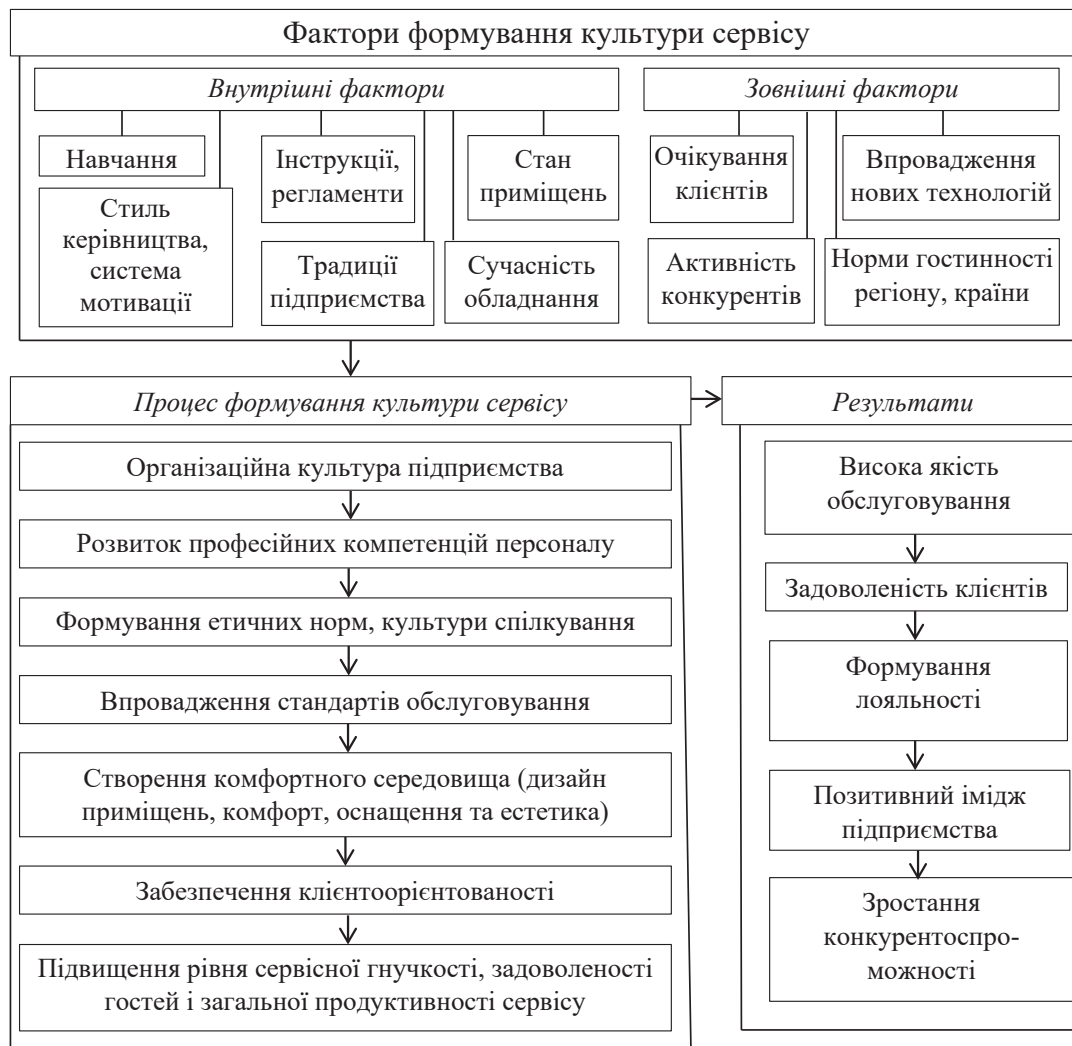 Фактори формування культури сервісу
Внутрішні фактори
Навчання
Стиль
керівництва,
система
мотивації
Інструкції,
регламенти
Традиції
підприємства
Стан
приміщень
Сучасність
обладнання
Зовнішні фактори
Очікування
клієнтів
Активність
конкурентів
Впровадження
нових технологій
Норми гостинності
регіону, країни
Процес формування культури сервісу
Організаційна культура підприємства
Розвиток професійних компетенцій персоналу
Формування етичних норм, культури спілкування
Впровадження стандартів обслуговування
Створення комфортного середовища (дизайн
приміщень, комфорт, оснащення та естетика)
Забезпечення клієнтоорієнтованості
Підвищення рівня сервісної гнучкості, задоволеності
гостей і загальної продуктивності сервісу
Результати
Висока якість
обслуговування
Задоволеність клієнтів
Формування
лояльності
Позитивний імідж
підприємства
Зростання
конкурентоспро-
можності